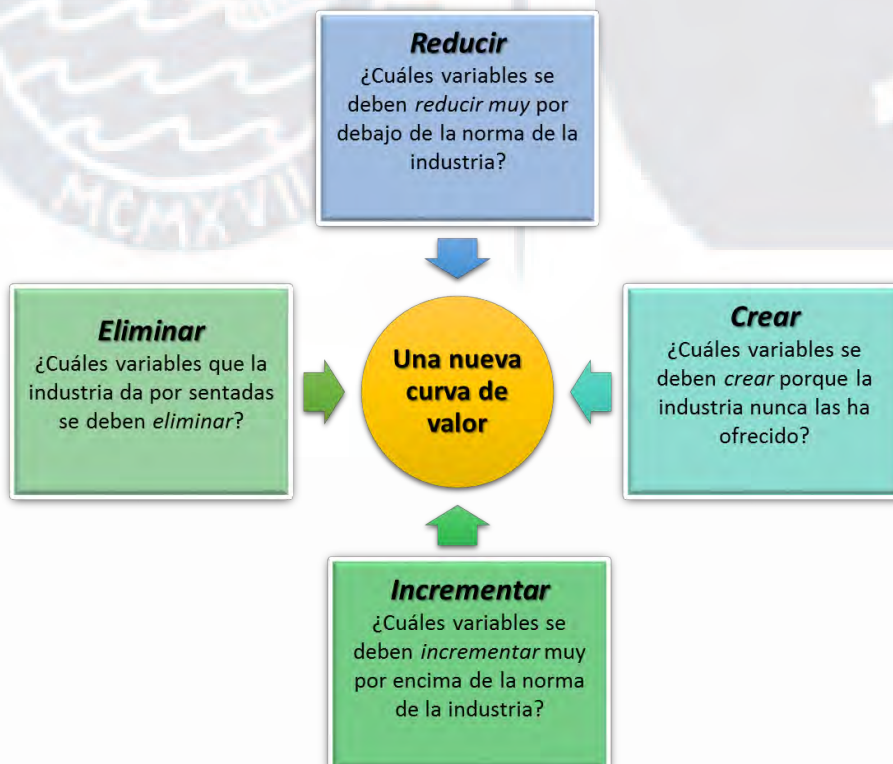 Reducir
¿Cuáles variables se
deben reducir muy por
debajo de la norma de la
industria?
MCMXVII
Eliminar
¿Cuáles variables que la
industria da por sentadas
se deben eliminar?
Una nueva
curva de
valor
Crear
¿Cuáles variables se
deben crear porque la
industria nunca las ha
ofrecido?
Incrementar
¿Cuáles variables se
deben incrementar muy
por encima de la norma
de la industria?